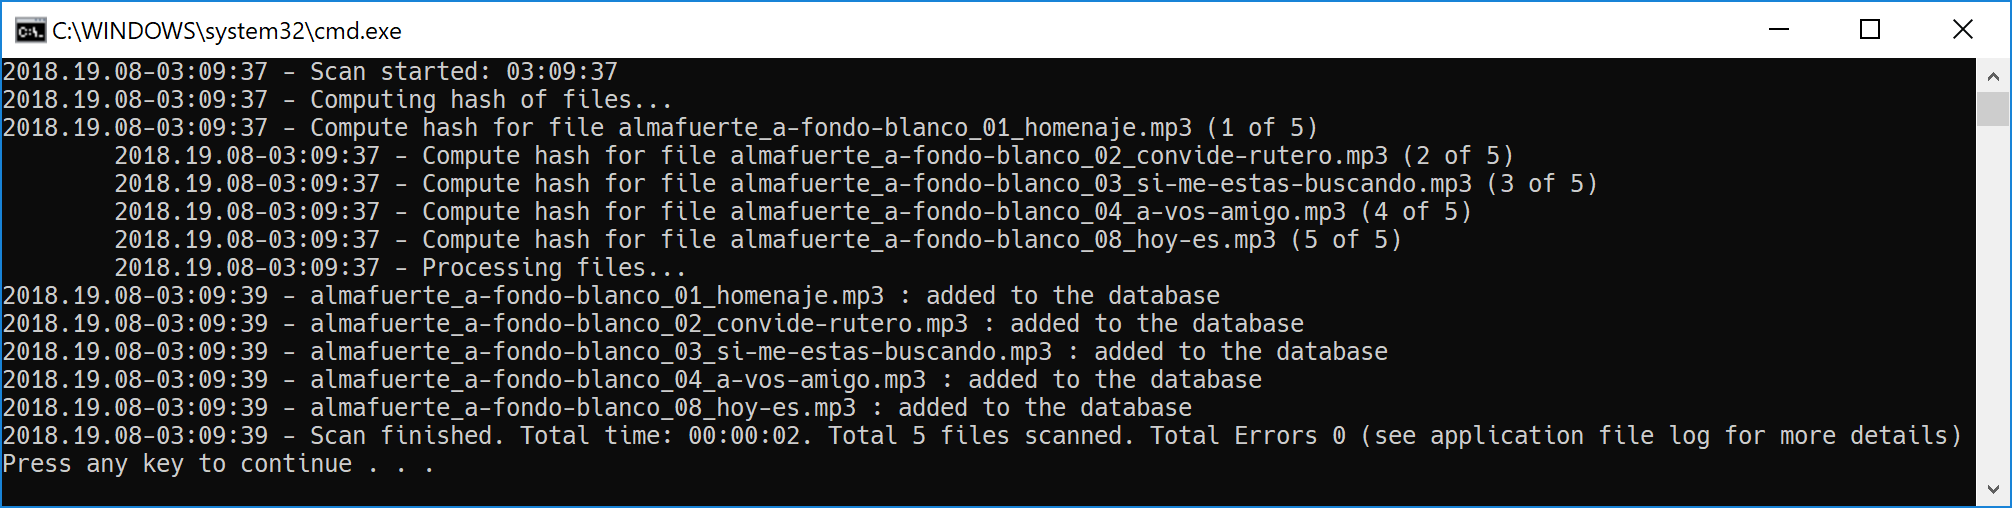 C:\WINDOWS\system32\cmd.exe
2018.19.08-03:09:37 - Scan started: 03:09:37
2018.19.08-03:09:37 - Computing hash of files...
2018.19.08-03:09:37 - Compute hash for file almafuerte_a-fondo-blanco_01_homenaje.mp3 (1 of 5)
2018.19.08-03:09:37 - Compute hash for file almafuerte_a-fondo-blanco_02_convide-rutero.mp3 (2 of 5)
2018.19.08-03:09:37 - Compute hash for file almafuerte_a-fondo-blanco_03_si-me-estas-buscando.mp3 (3 of 5)
2018.19.08-03:09:37 - Compute hash for file almafuerte_a-fondo-blanco_04_a-vos-amigo.mp3 (4 of 5)
2018.19.08-03:09:37 - Compute hash for file almafuerte_a-fondo-blanco_08_hoy-es.mp3 (5 of 5)
2018.19.08-03:09:37 - Processing files...
2018.19.08-03:09:39 - almafuerte_a-fondo-blanco_01_homenaje.mp3 : added to the database
2018.19.08-03:09:39 - almafuerte_a-fondo-blanco_02_convide-rutero.mp3 : added to the database
2018.19.08-03:09:39 - almafuerte_a-fondo-blanco_03_si-me-estas-buscando.mp3 : added to the database
2018.19.08-03:09:39 - almafuerte_a-fondo-blanco_04_a-vos-amigo.mp3 : added to the database
2018.19.08-03:09:39 - almafuerte_a-fondo-blanco_08_hoy-es.mp3 : added to the database
2018.19.08-03:09:39 - Scan finished. Total time: 00:00:02. Total 5 files scanned. Total Errors 0 (see application file log for more details)
Press any key to continue . . .